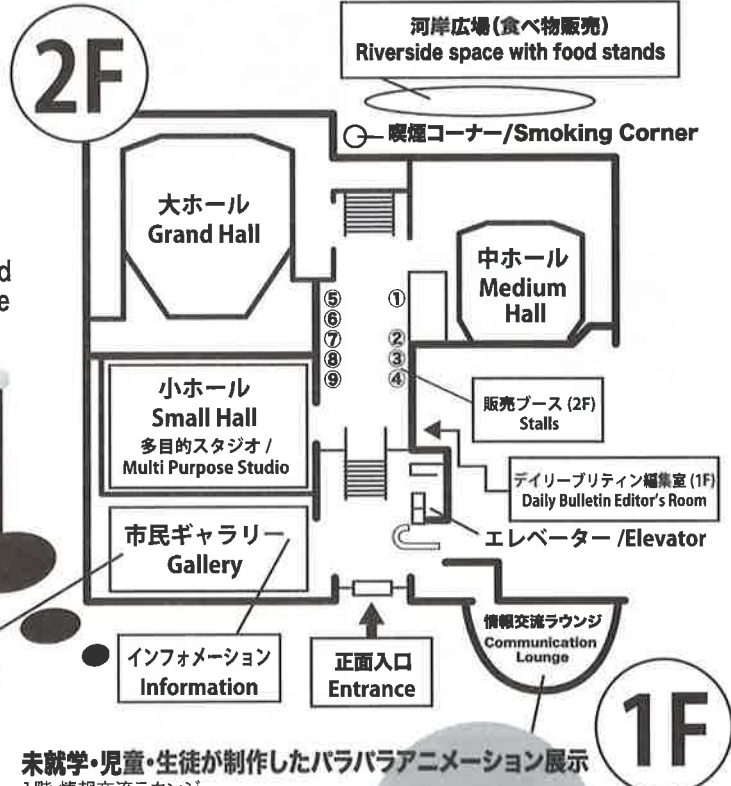 2F
河岸広場(食べ物販売)
Riverside space with food stands
喫煙コーナー/Smoking Corner
大ホール
Grand Hall
中ホール
Medium
Hall
⑤
⑥
⑦
⑧
⑨
①
②
③
④
小ホール
Small Hall
多目的スタジオ /
Multi Purpose Studio
販売ブース (2F)
Stalls
デイリーブリティン編集室 (1F)
Daily Bulletin Editor's Room
エレベーター /Elevator
市民ギャラリー
Gallery
インフォメーション
Information
正面入口
Entrance
情報交流ラウンジ
Communication
Lounge
1F
未就学・児童・生徒が制作したパラパラアニメーション展示